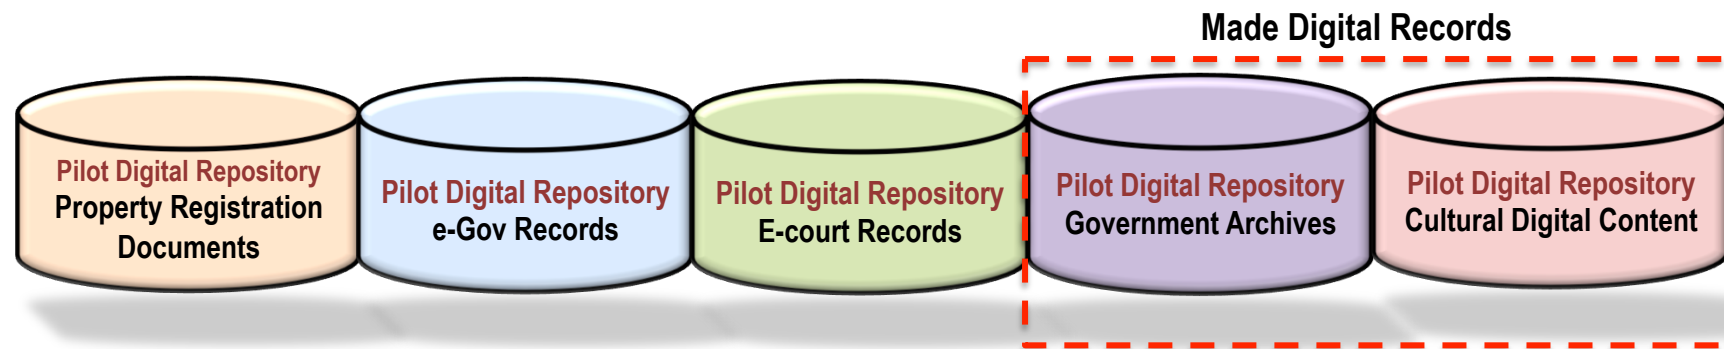 Made Digital Records
Pilot Digital Repository
Property Registration
Documents
Pilot Digital Repository
e-Gov Records
Pilot Digital Repository
E-court Records
Pilot Digital Repository
Government Archives
Pilot Digital Repository
Cultural Digital Content